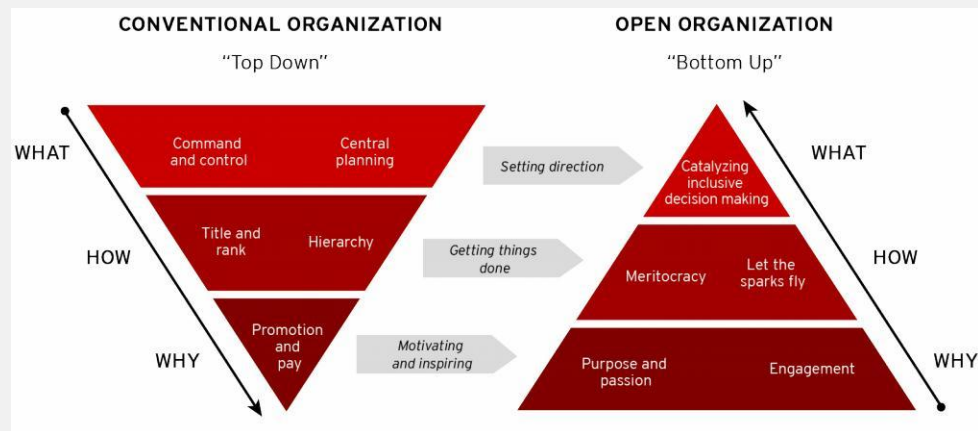 CONVENTIONAL ORGANIZATION
“Top Down”
WHAT
HOW
WHY
Command
and control
Central
planning
Title and
rank
Hierarchy
Promotion
and
pay
Setting direction
Getting things
done
Motivating
and inspiring
OPEN ORGANIZATION
“Bottom Up”
Catalyzing
inclusive
decision making
Meritocracy
Let the
sparks fly
Purpose and
passion
Engagement
WHAT
HOW
WHY